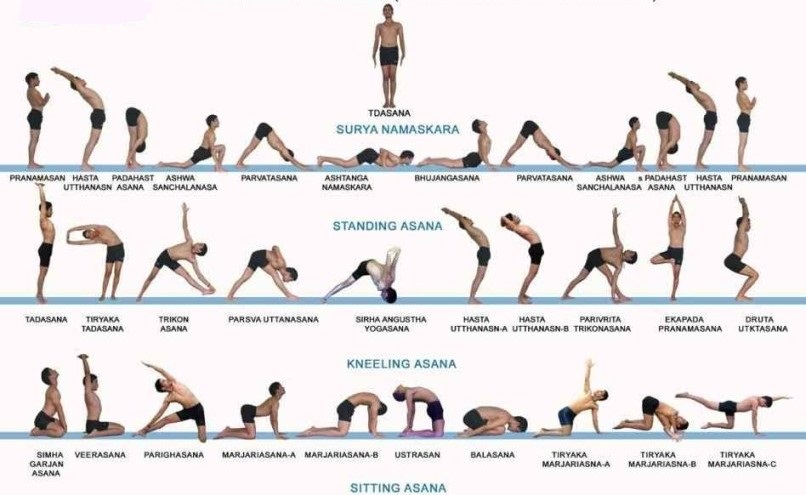 TDASANA
SURYA NAMASKARA
PRANAMASAN
HASTA
UTTHANASN
PADAHAST
ASANA
ASHWA
SANCHALANASA
PARVATASANA
ASHTANGA
NAMASKARA
BHUJANGASANA
PARVATASANA
ASHWA
SANCHALANASA
s PADAHAST
ASANA
HASTA
UTTHANASN
PRANAMASAN
STANDING ASANA
TADASANA
TIRYAKA
TADASANA
TRIKON
ASANA
PARSVA UTTANASANA
SIRHA ANGUSTHA
YOGASANA
HASTA
UTTHANASN-A
HASTA
UTTHANASN-B
PARIVRITA
TRIKONASANA
EKAPADA
PRANAMASANA
DRUTA
UTKTASANA
KNEELING ASANA
SIMHA
GARJAN
ASANA
VEERASANA
PARIGHASANA
MARJARIASANA-A
MARJARIASANA-B
USTRASAN
BALASANA
TIRYAKA
MARJARIASNA-A
TIRYAKA
MARJARIASNA-B
TIRYAKA
MARJARIASNA-C
SITTING ASANA